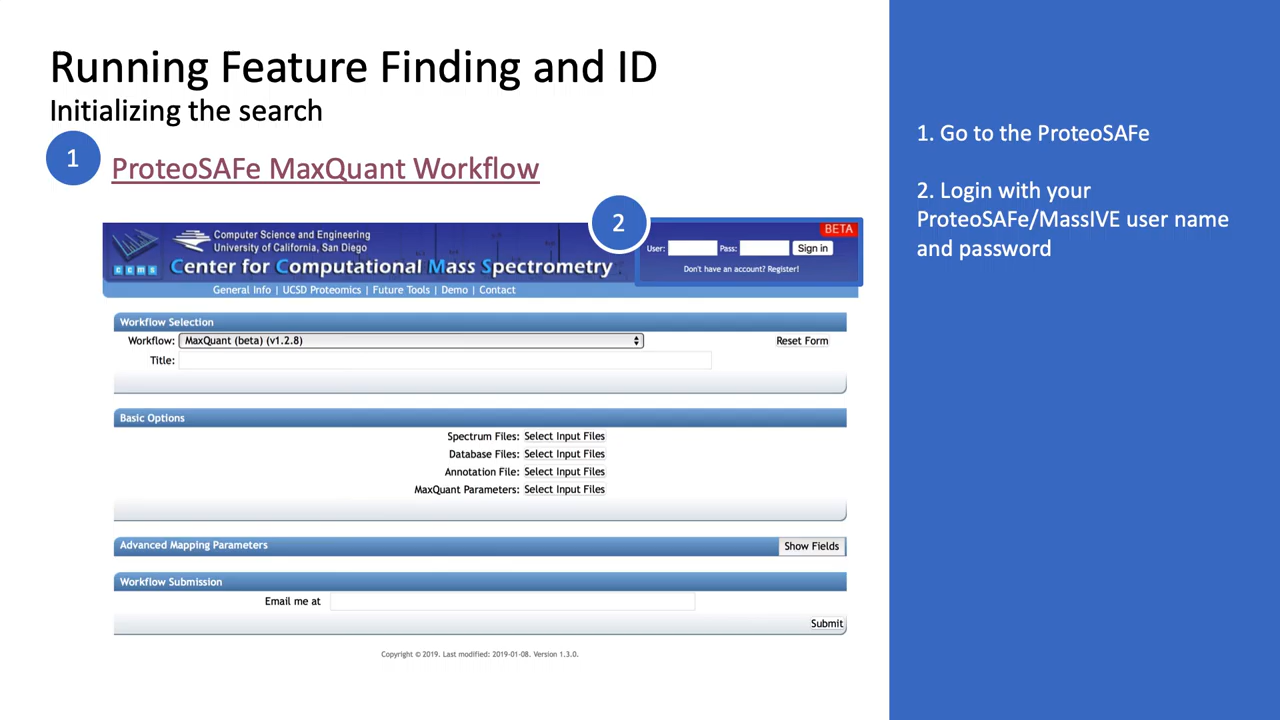 Running Feature Finding and ID
Initializing the search
1
ProteoSAFe MaxQuant Workflow
2
ccms
Computer Science and Engineering
University of California, San Diego
Center for Computational Mass Spectrometry
BETA
User:
Pass:
Sign in
Don't have an account? Register!
General Info | UCSD Proteomics | Future Tools | Demo | Contact
Workflow Selection
Workflow: MaxQuant (beta) (v1.2.8)
Reset Form
Title:
Basic Options
Spectrum Files: Select Input Files
Database Files: Select Input Files
Annotation File: Select Input Files
MaxQuant Parameters: Select Input Files
Advanced Mapping Parameters
Show Fields
Workflow Submission
Email me at
Submit
Copyright © 2019. Last modified: 2019-01-08. Version 1.3.0.
1. Go to the ProteoSAFe
2. Login with your
ProteoSAFe/MassIVE user name
and password